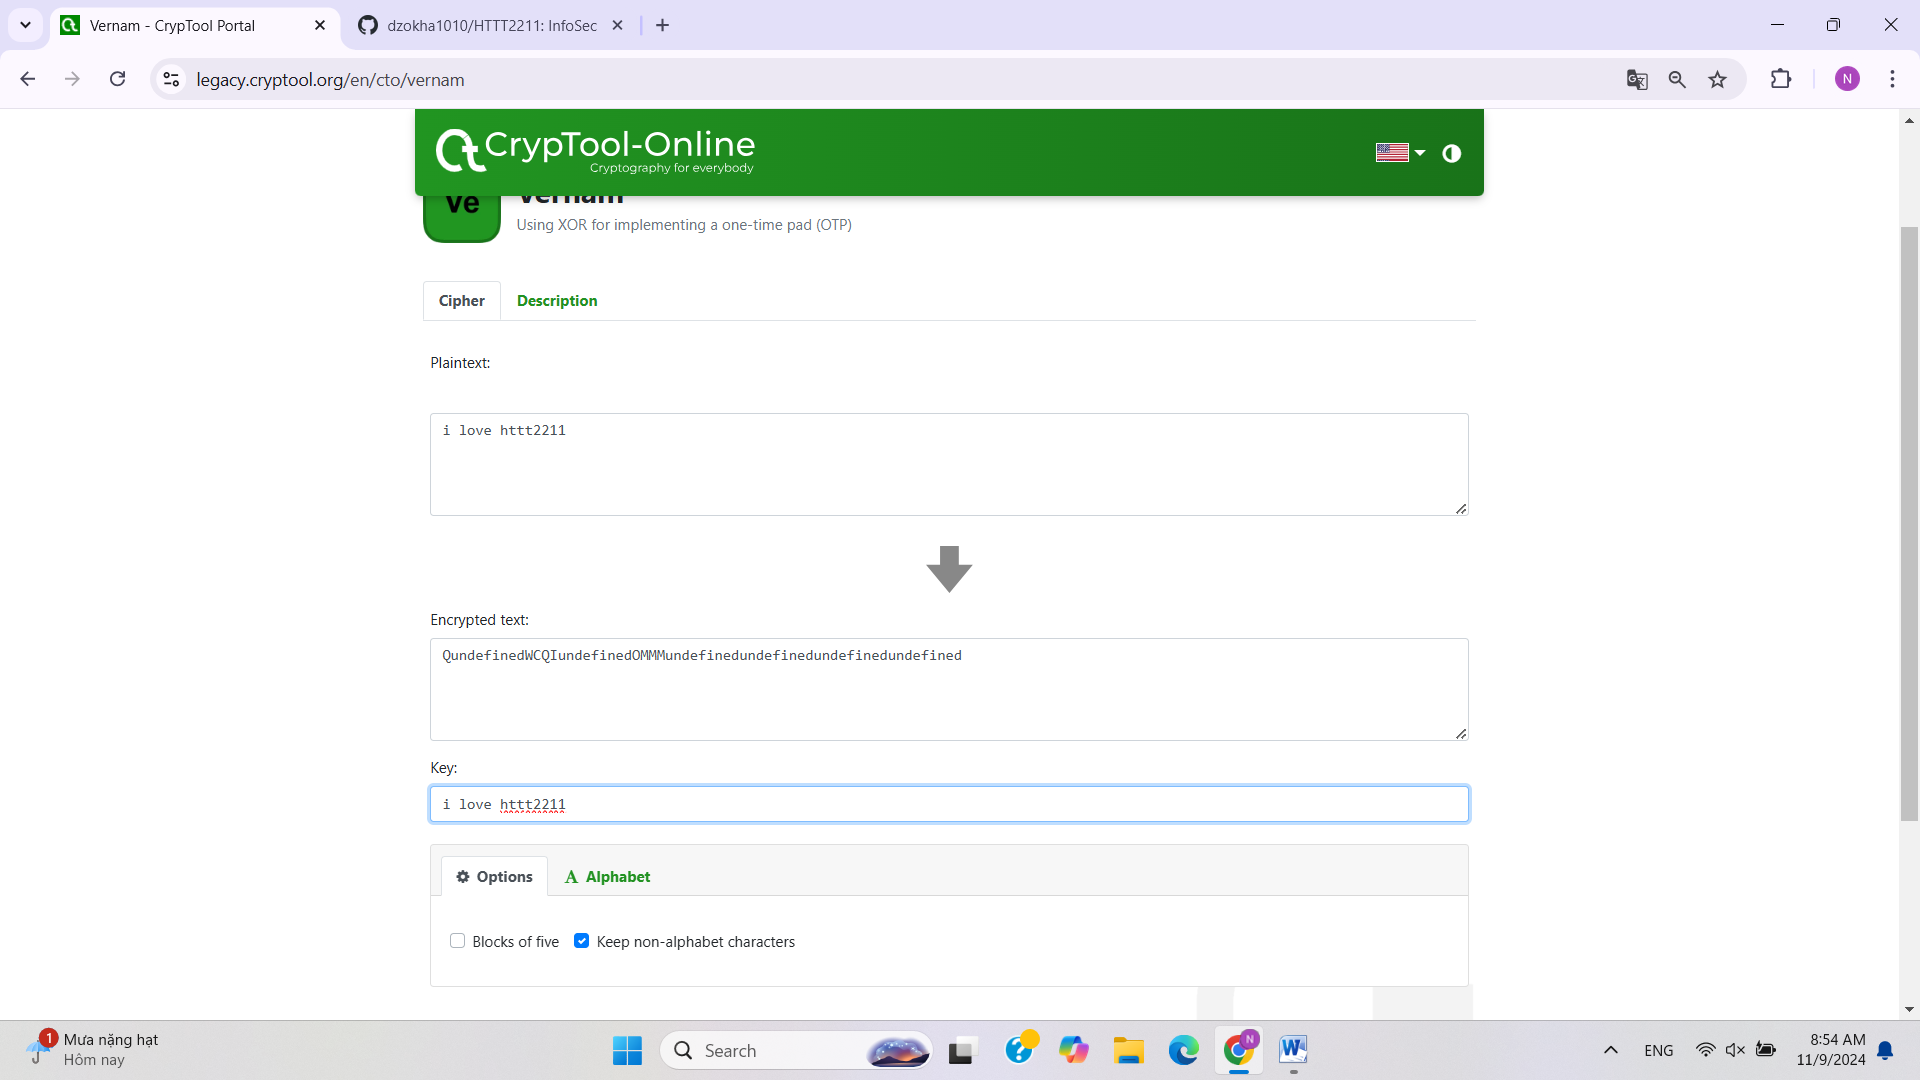 Vernam - CrypTool Portal
dzokha1010/HTTT2211: InfoSec
legacy.cryptool.org/en/cto/vernam
N
CrypTool-Online
Cryptography for everybody
Ve
Vernam
Using XOR for implementing a one-time pad (OTP)
Cipher
Description
Plaintext:
i love httt2211
Encrypted text:
QundefinedWCQIundefinedOMMMundefinedundefinedundefinedundefined
Key:
i love httt2211
Options
A Alphabet
Blocks of five
Keep non-alphabet characters
1
Mưa nặng hạt
Hôm nay
Search
N
ENG
8:54 AM
11/9/2024